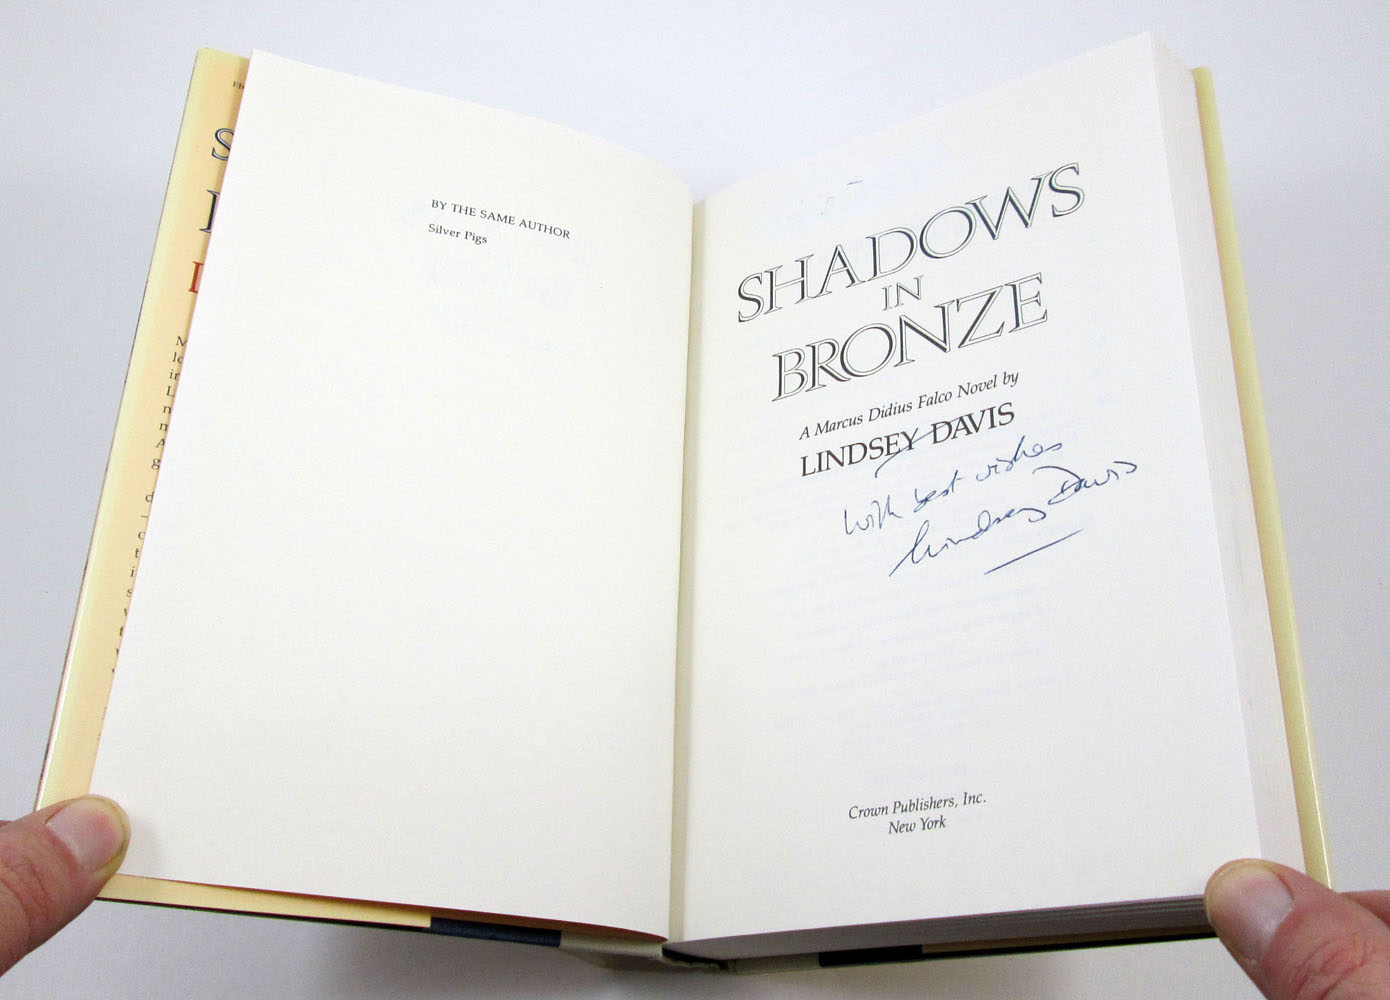 BY THE SAME AUTHOR
Silver Pigs
SHADOWS
IN
BRONZE
A Marcus Didius Falco Novel by
LINDSEY DAVIS
With best wishes
Lindsey Davis
Crown Publishers, Inc.
New York